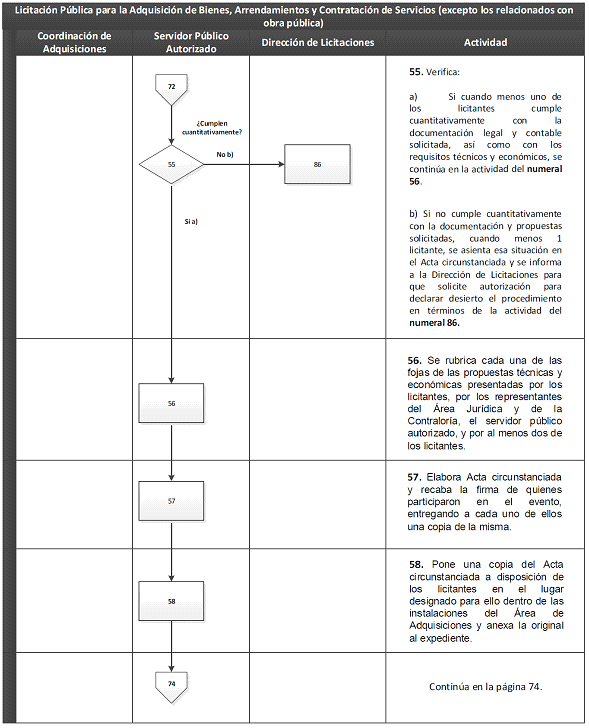 Licitación Pública para la Adquisición de Bienes, Arrendamientos y Contratación de Servicios (excepto los relacionados con
obra pública)
Coordinación de
Adquisiciones
Servidor Público
Autorizado
Dirección de Licitaciones
Actividad
72
¿Cumplen
cuantitativamente?
55
No b)
86
Si a)
55. Verifica:
a) Si cuando menos uno de
los licitantes cumple
cuantitativamente con la
documentación legal y contable
solicitada, así como con los
requisitos técnicos y económicos, se
continúa en la actividad del numeral
56.
b) Si no cumple cuantitativamente
con la documentación y propuestas
solicitadas, cuando menos 1
licitante, se asienta esa situación en
el Acta circunstanciada y se informa
a la Dirección de Licitaciones para
que solicite autorización para
declarar desierto el procedimiento
en términos de la actividad del
numeral 86.
56
56. Se rubrica cada una de las
fojas de las propuestas técnicas y
económicas presentadas por los
licitantes, por los representantes
del Área Jurídica y de la
Contraloría, el servidor público
autorizado, y por al menos dos de
los licitantes.
57
57. Elabora Acta circunstanciada
y recaba la firma de quienes
participaron en el evento,
entregando a cada uno de ellos
una copia de la misma.
58
58. Pone una copia del Acta
circunstanciada a disposición de
los licitantes en el lugar
designado para ello dentro de las
instalaciones del Área de
Adquisiciones y anexa la original
al expediente.
74
Continúa en la página 74.